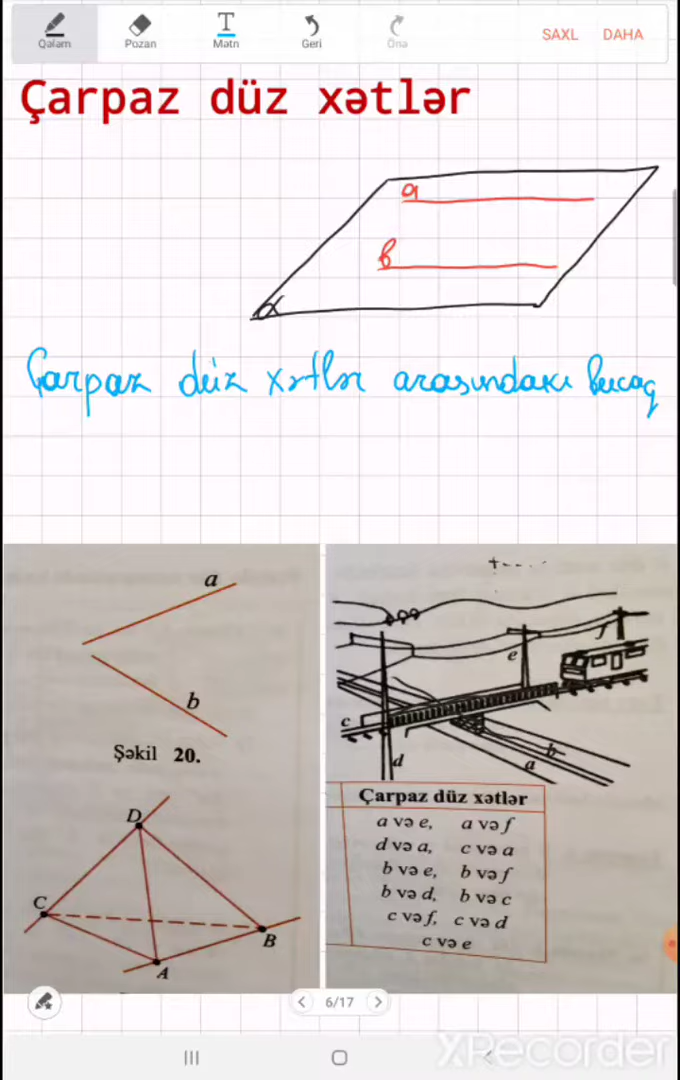 Qələm Pozan Mətn Geri Önə SAXL DAHA
Çarpaz düz xətlər
a
b
α
Çarpaz düz xətlər arasındakı bucaq
a
b
Şəkil 20.
D
C
B
A
e
f
c
d
a
b
Çarpaz düz xətlər
a və e, a və f
d və a, c və a
b və e, b və f
b və d, b və c
c və f, c və d
c və e
6/17
XRecorder